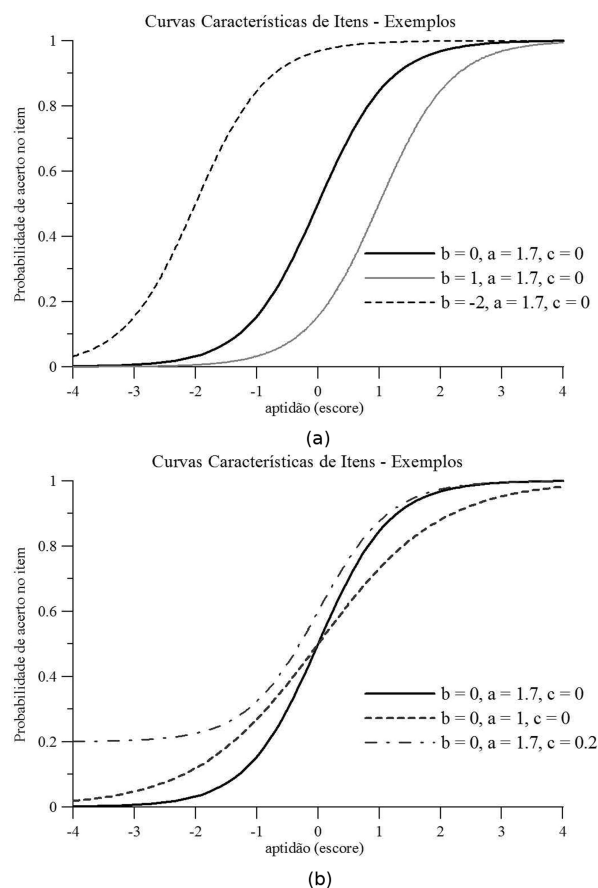 Curvas Características de Itens - Exemplos
1
0.8
0.6
0.4
0.2
0
Probabilidade de acerto no item
b = 0, a = 1.7, c = 0
b = 1, a = 1.7, c = 0
b = -2, a = 1.7, c = 0
-4 -3 -2 -1 0 1 2 3 4
aptidão (escore)
(a)
Curvas Características de Itens - Exemplos
1
0.8
0.6
0.4
0.2
0
Probabilidade de acerto no item
b = 0, a = 1.7, c = 0
b = 0, a = 1, c = 0
b = 0, a = 1.7, c = 0.2
-4 -3 -2 -1 0 1 2 3 4
aptidão (escore)
(b)